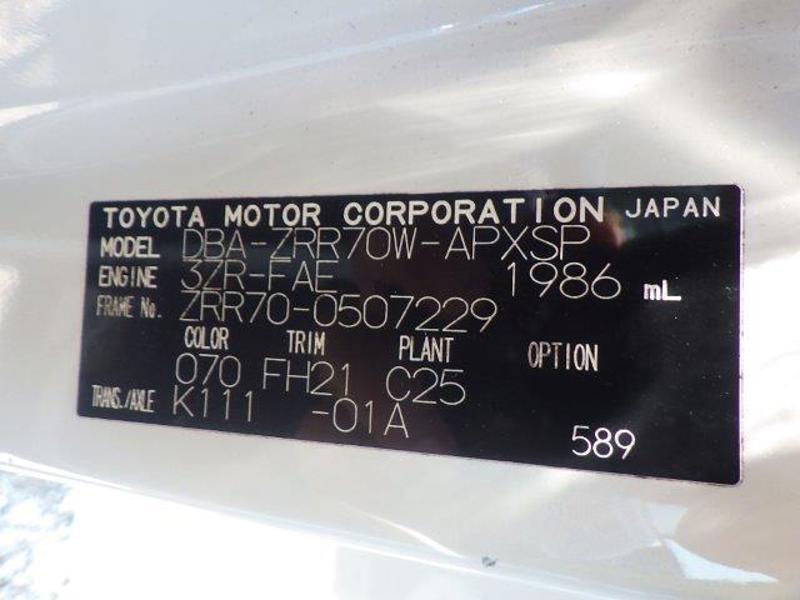 TOYOTA MOTOR CORPORATION JAPAN
MODEL DBA-ZRR70W-APXSP
ENGINE 3ZR-FAE 1986 mL
FRAME No. ZRR70-0507229
COLOR TRIM PLANT OPTION
070 FH21 C25
TRANS./AXLE K111 -01A
589